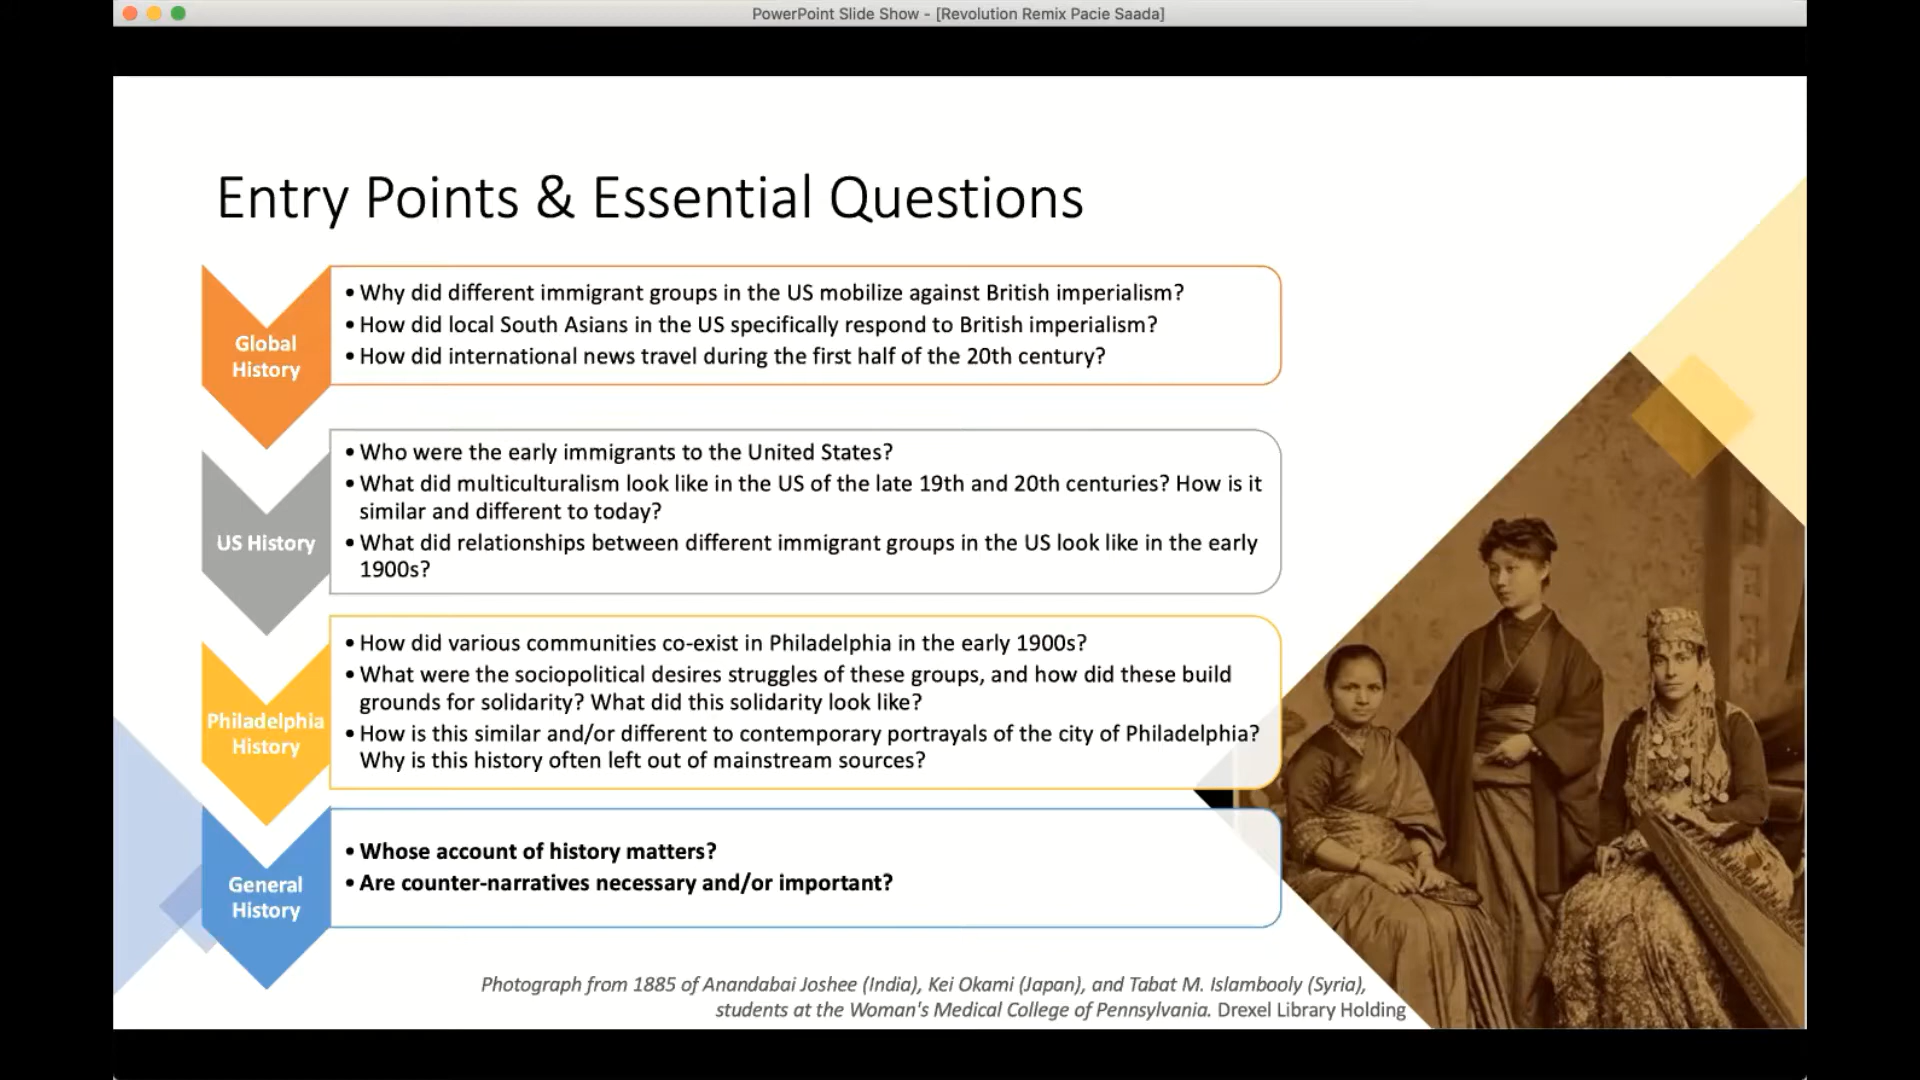 PowerPoint Slide Show - [Revolution Remix Pacie Saada]
Entry Points & Essential Questions
Global
History
• Why did different immigrant groups in the US mobilize against British imperialism?
• How did local South Asians in the US specifically respond to British imperialism?
• How did international news travel during the first half of the 20th century?
US History
• Who were the early immigrants to the United States?
• What did multiculturalism look like in the US of the late 19th and 20th centuries? How is it
similar and different to today?
• What did relationships between different immigrant groups in the US look like in the early
1900s?
Philadelphia
History
• How did various communities co-exist in Philadelphia in the early 1900s?
• What were the sociopolitical desires struggles of these groups, and how did these build
grounds for solidarity? What did this solidarity look like?
• How is this similar and/or different to contemporary portrayals of the city of Philadelphia?
Why is this history often left out of mainstream sources?
General
History
• Whose account of history matters?
• Are counter-narratives necessary and/or important?
Photograph from 1885 of Anandabai Joshee (India), Kei Okami (Japan), and Tabat M. Islambooly (Syria),
students at the Woman's Medical College of Pennsylvania. Drexel Library Holding